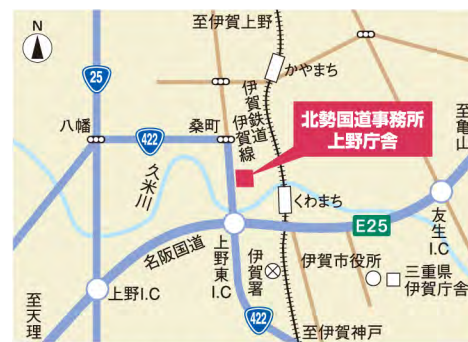 N
至伊賀上野
25
かやまち
伊賀鉄道
伊賀線
北勢国道事務所
上野庁舎
至亀山
八幡
422
桑町
久米川
くわまち
友生
I.C
E25
名阪国道
上野東
I.C
伊賀署
伊賀市役所
三重県
伊賀庁舎
至天理
上野I.C
422
至伊賀神戸